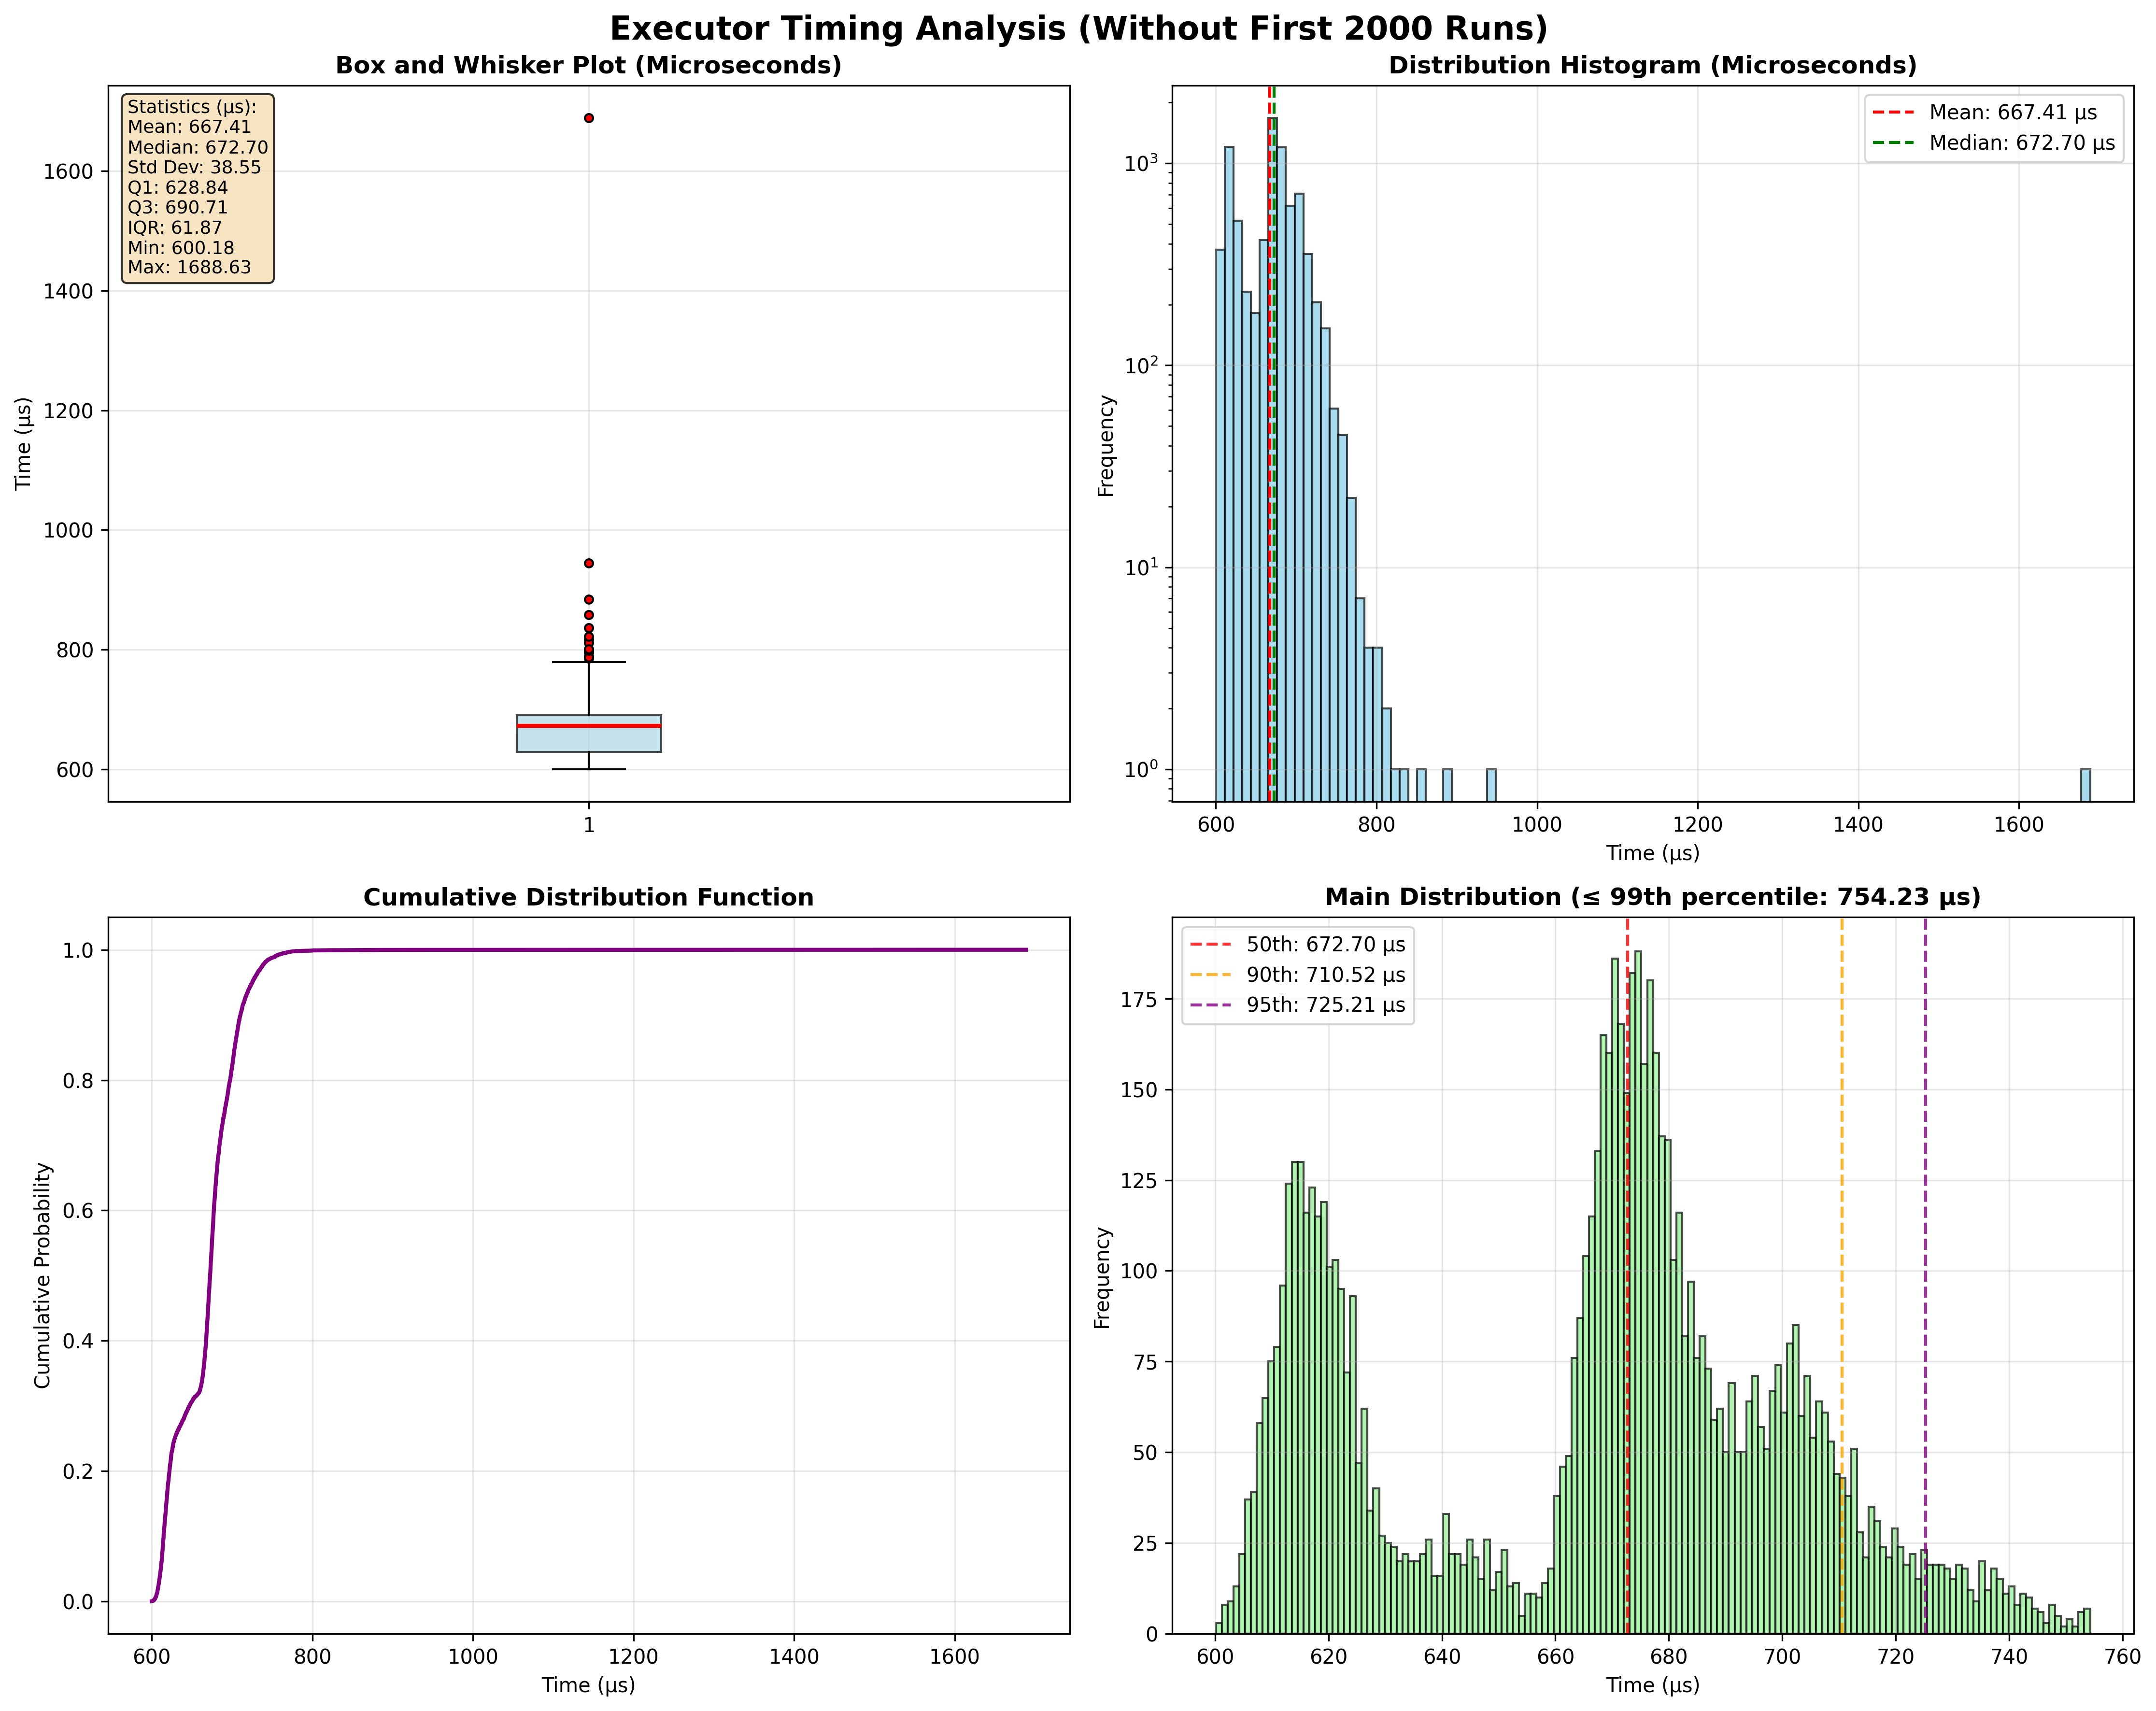 Executor Timing Analysis (Without First 2000 Runs)
Box and Whisker Plot (Microseconds)
Statistics (µs):
Mean: 667.41
Median: 672.70
Std Dev: 38.55
Q1: 628.84
Q3: 690.71
IQR: 61.87
Min: 600.18
Max: 1688.63
Time (µs)
1600
1400
1200
1000
800
600
1
Distribution Histogram (Microseconds)
Mean: 667.41 µs
Median: 672.70 µs
Frequency
10³
10²
10¹
10⁰
600 800 1000 1200 1400 1600
Time (µs)
Cumulative Distribution Function
Cumulative Probability
1.0
0.8
0.6
0.4
0.2
0.0
600 800 1000 1200 1400 1600
Time (µs)
Main Distribution (≤ 99th percentile: 754.23 µs)
50th: 672.70 µs
90th: 710.52 µs
95th: 725.21 µs
Frequency
175
150
125
100
75
50
25
0
600 620 640 660 680 700 720 740 760
Time (µs)